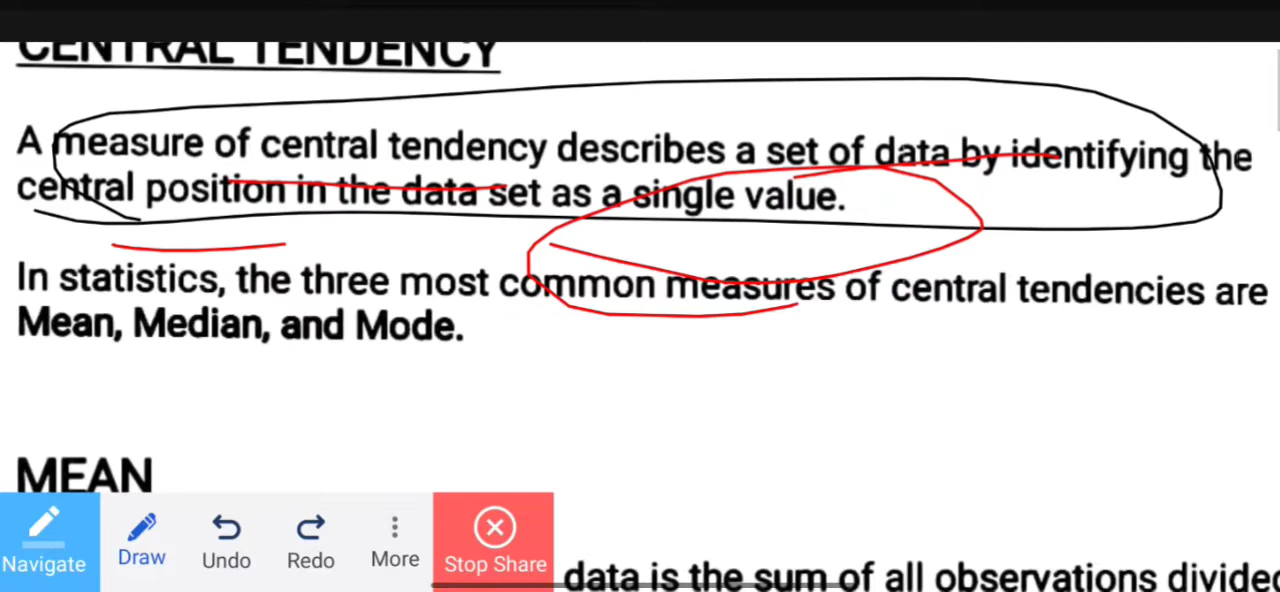 CENTRAL TENDENCY
A measure of central tendency describes a set of data by identifying the
central position in the data set as a single value.
In statistics, the three most common measures of central tendencies are
Mean, Median, and Mode.
MEAN
data is the sum of all observations divided
Navigate
Draw
Undo
Redo
More
Stop Share